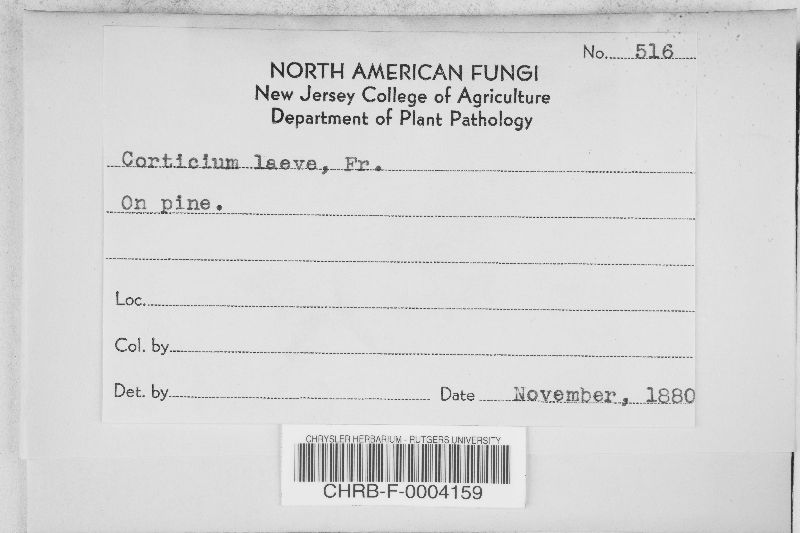 No. 516
NORTH AMERICAN FUNGI
New Jersey College of Agriculture
Department of Plant Pathology
Corticium laeve, Fr.
On pine.
Loc.
Col. by
Det. by Date November, 1880
CHRYSLER HERBARIUM - RUTGERS UNIVERSITY
CHRB-F-0004159